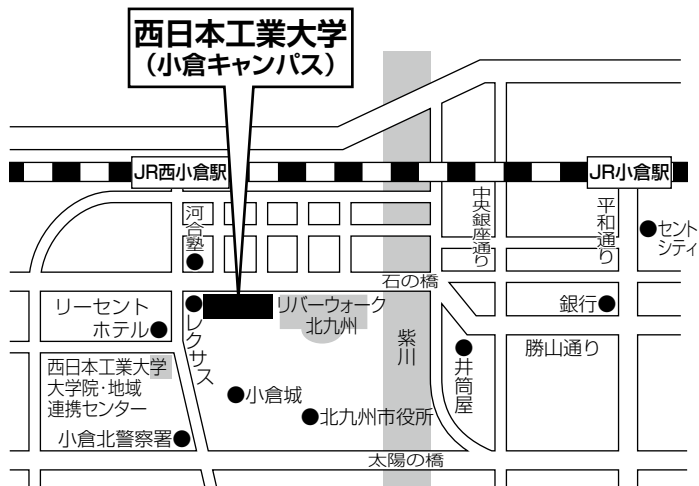 西日本工業大学
（小倉キャンパス）
JR西小倉駅
JR小倉駅
河合塾
中央銀座通り
平和通り
セント
シティ
石の橋
リーセント
ホテル
レクサス
リバーウォーク
北九州
紫川
銀行
勝山通り
井筒屋
西日本工業大学
大学院・地域
連携センター
小倉城
北九州市役所
小倉北警察署
太陽の橋